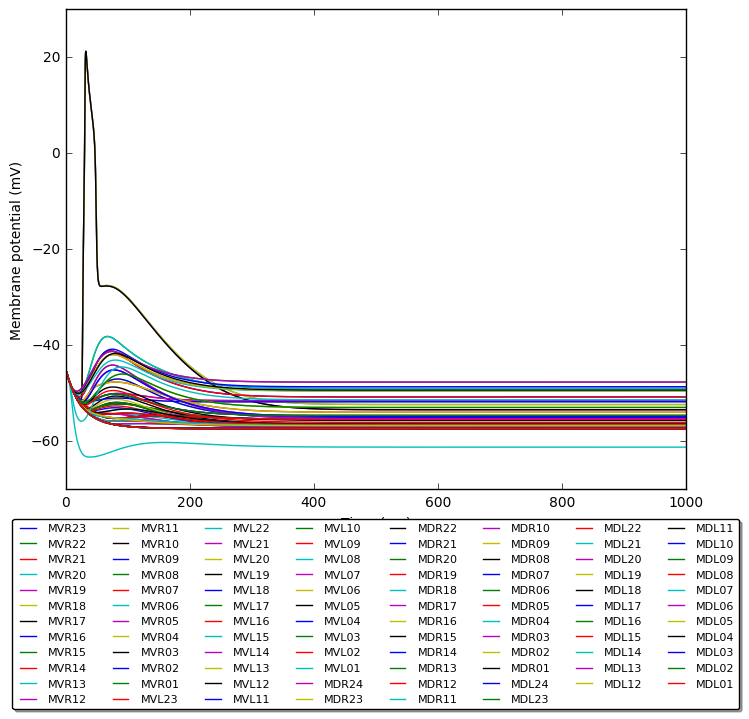 20
0
−20
−40
−60
Membrane potential (mV)
0 200 400 600 800 1000
MVR23 MVR11 MVL22 MVL10 MDR22 MDR10 MDL22 MDL11
MVR22 MVR10 MVL21 MVL09 MDR21 MDR09 MDL21 MDL10
MVR21 MVR09 MVL20 MVL08 MDR20 MDR08 MDL20 MDL09
MVR20 MVR08 MVL19 MVL07 MDR19 MDR07 MDL19 MDL08
MVR19 MVR07 MVL18 MVL06 MDR18 MDR06 MDL18 MDL07
MVR18 MVR06 MVL17 MVL05 MDR17 MDR05 MDL17 MDL06
MVR17 MVR05 MVL16 MVL04 MDR16 MDR04 MDL16 MDL05
MVR16 MVR04 MVL15 MVL03 MDR15 MDR03 MDL15 MDL04
MVR15 MVR03 MVL14 MVL02 MDR14 MDR02 MDL14 MDL03
MVR14 MVR02 MVL13 MVL01 MDR13 MDR01 MDL13 MDL02
MVR13 MVR01 MVL12 MDR24 MDR12 MDL24 MDL12 MDL01
MVR12 MVL23 MVL11 MDR23 MDR11 MDL23